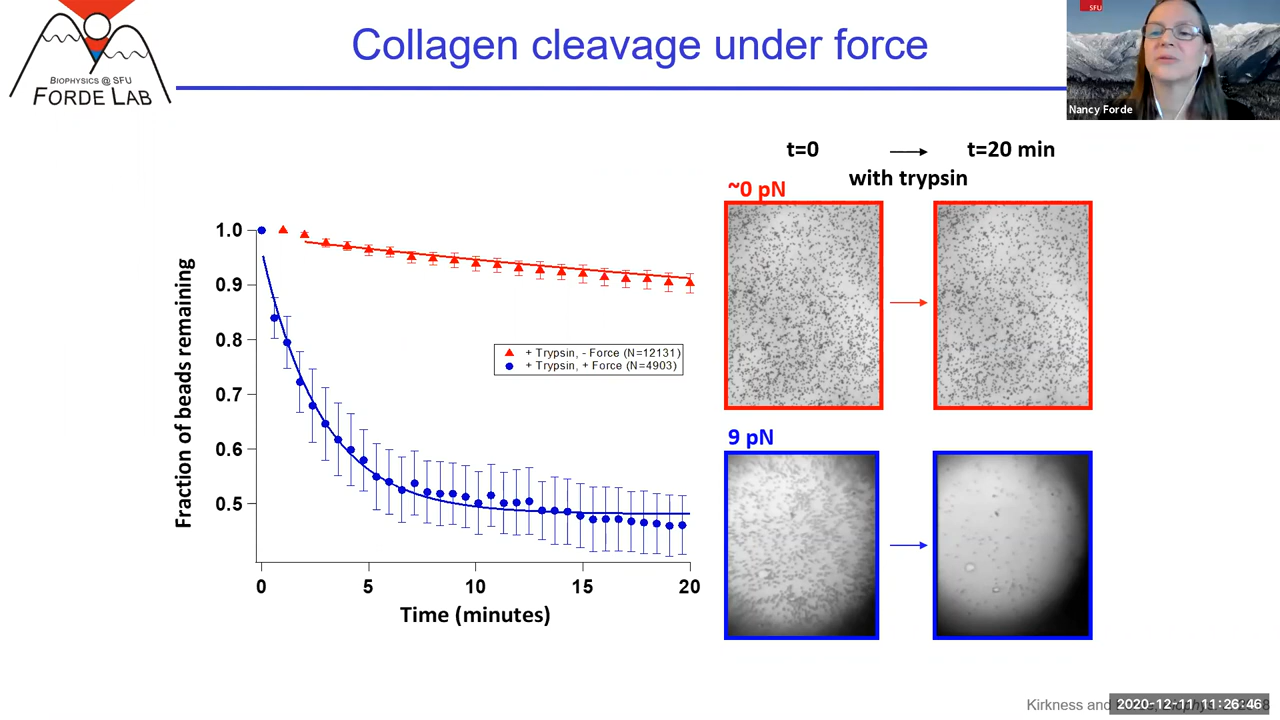 Collagen cleavage under force
BIOPHYSICS @ SFU
FORDE LAB
SFU
Nancy Forde
t=0
t=20 min
with trypsin
~0 pN
9 pN
Fraction of beads remaining
1.0
0.9
0.8
0.7
0.6
0.5
+ Trypsin, - Force (N=12131)
+ Trypsin, + Force (N=4903)
0
5
10
15
20
Time (minutes)
Kirkness and
2020-12-11 11:26:46